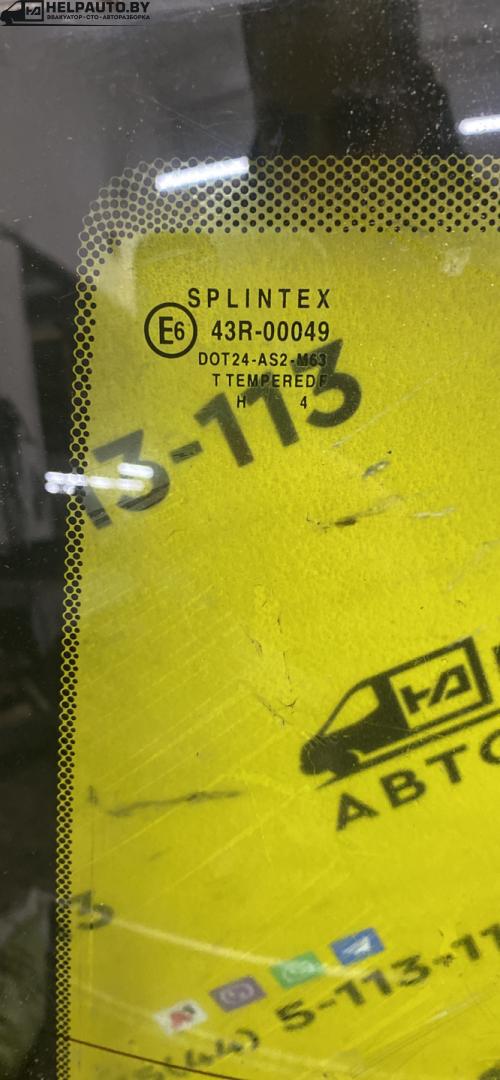 HELPAUTO.BY
ЭВАКУАТОР-СТО-АВТОРАЗБОРКА
SPLINTEX
E6 43R-00049
DOT24-AS2-M63
T TEMPERED F
H 4
13-113
АВТО
3
5-113-11